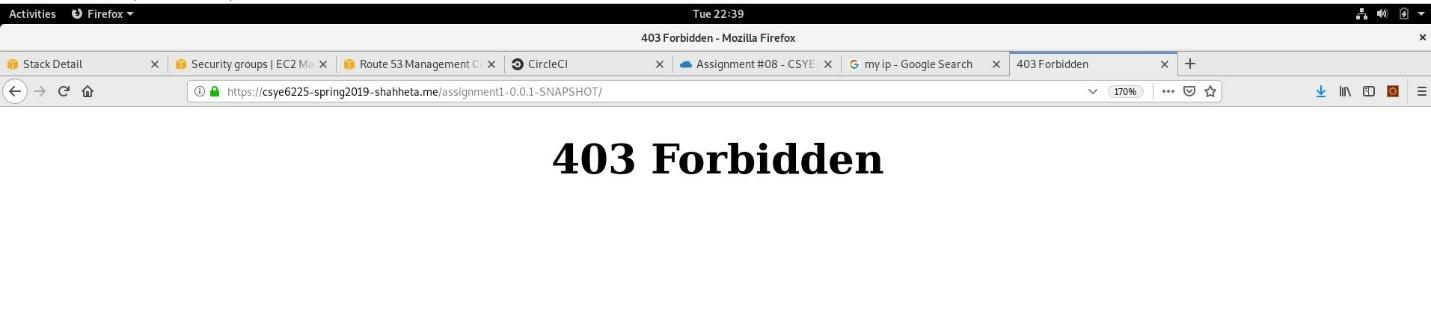 Activities Firefox Tue 22:39
403 Forbidden - Mozilla Firefox
Stack Detail Security groups | EC2 Ma Route 53 Management C CircleCI Assignment #08 - CSYE my ip - Google Search 403 Forbidden
https://csye6225-spring2019-shahheta.me/assignment1-0.0.1-SNAPSHOT/ 170%
403 Forbidden